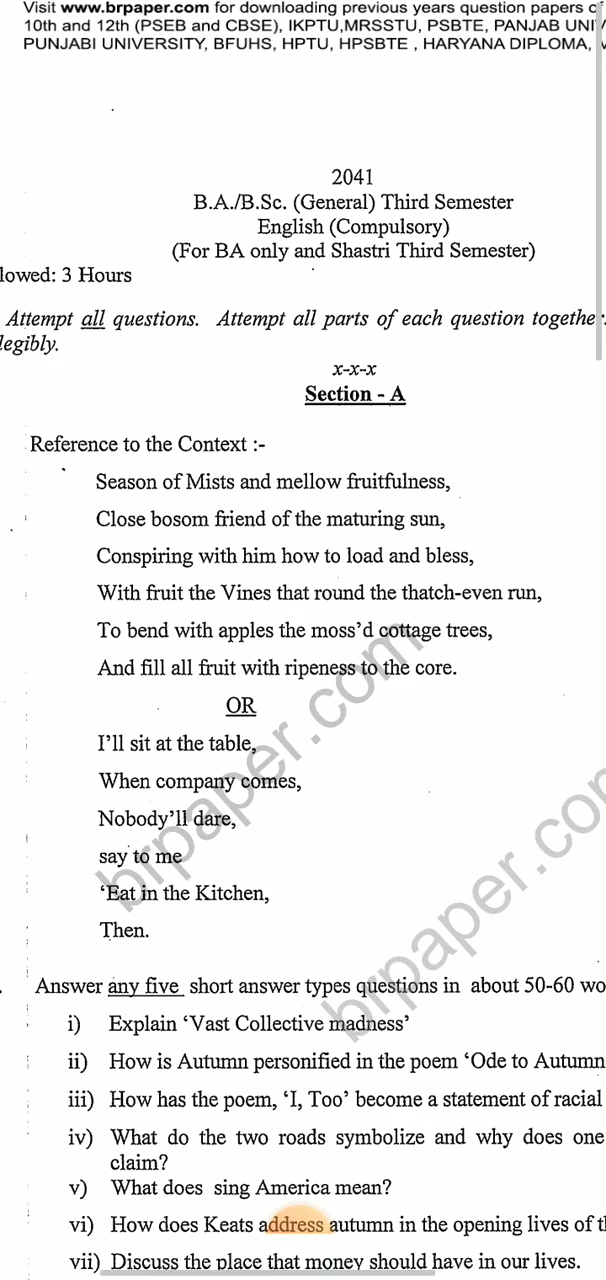 Visit www.brpaper.com for downloading previous years question papers of
10th and 12th (PSEB and CBSE), IKPTU,MRSSTU, PSBTE, PANJAB UNIV
PUNJABI UNIVERSITY, BFUHS, HPTU, HPSBTE , HARYANA DIPLOMA,
2041
B.A./B.Sc. (General) Third Semester
English (Compulsory)
(For BA only and Shastri Third Semester)
lowed: 3 Hours
Attempt all questions. Attempt all parts of each question together.
legibly.
x-x-x
Section - A
Reference to the Context :-
Season of Mists and mellow fruitfulness,
Close bosom friend of the maturing sun,
Conspiring with him how to load and bless,
With fruit the Vines that round the thatch-even run,
To bend with apples the moss'd cottage trees,
And fill all fruit with ripeness to the core.
OR
I'll sit at the table,
When company comes,
Nobody'll dare,
say to me
'Eat in the Kitchen,
Then.
Answer any five short answer types questions in about 50-60 wo
i) Explain 'Vast Collective madness'
ii) How is Autumn personified in the poem 'Ode to Autumn
iii) How has the poem, 'I, Too' become a statement of racial
iv) What do the two roads symbolize and why does one
claim?
v) What does sing America mean?
vi) How does Keats address autumn in the opening lives of th
vii) Discuss the place that money should have in our lives.
brpaper.com
brpaper.com